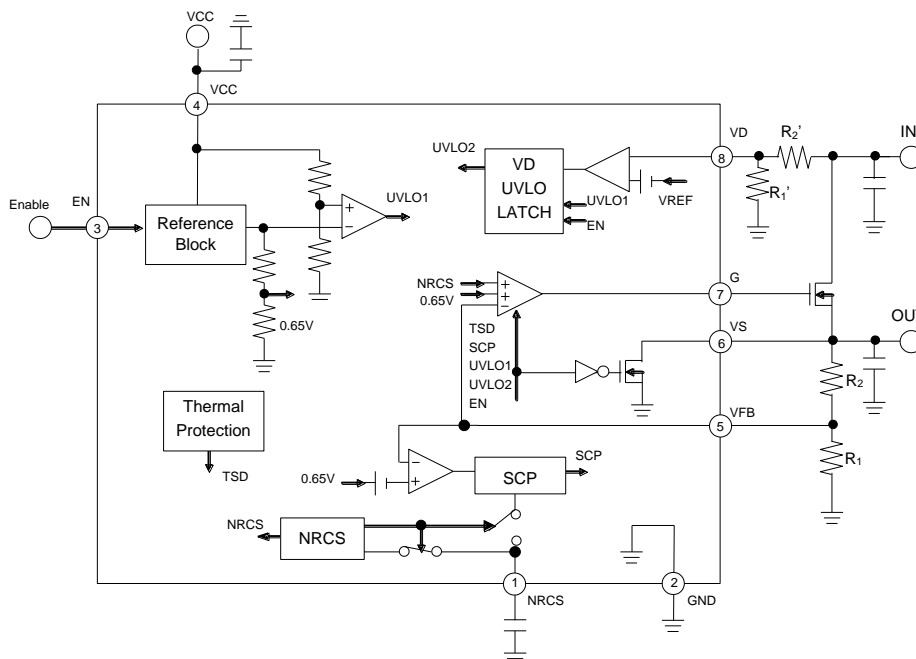 VCC
VCC
4
VD
R2'
IN
UVLO2
VD
UVLO
LATCH
8
R1'
UVLO1
VREF
UVLO1
EN
EN
Enable
3
Reference
Block
+
−
0.65V
NRCS
0.65V
+
+
−
G
7
TSD
SCP
UVLO1
UVLO2
EN
VS
6
OUT
R2
Thermal
Protection
TSD
VFB
5
R1
−
+
0.65V
SCP
SCP
NRCS
NRCS
1
NRCS
2
GND